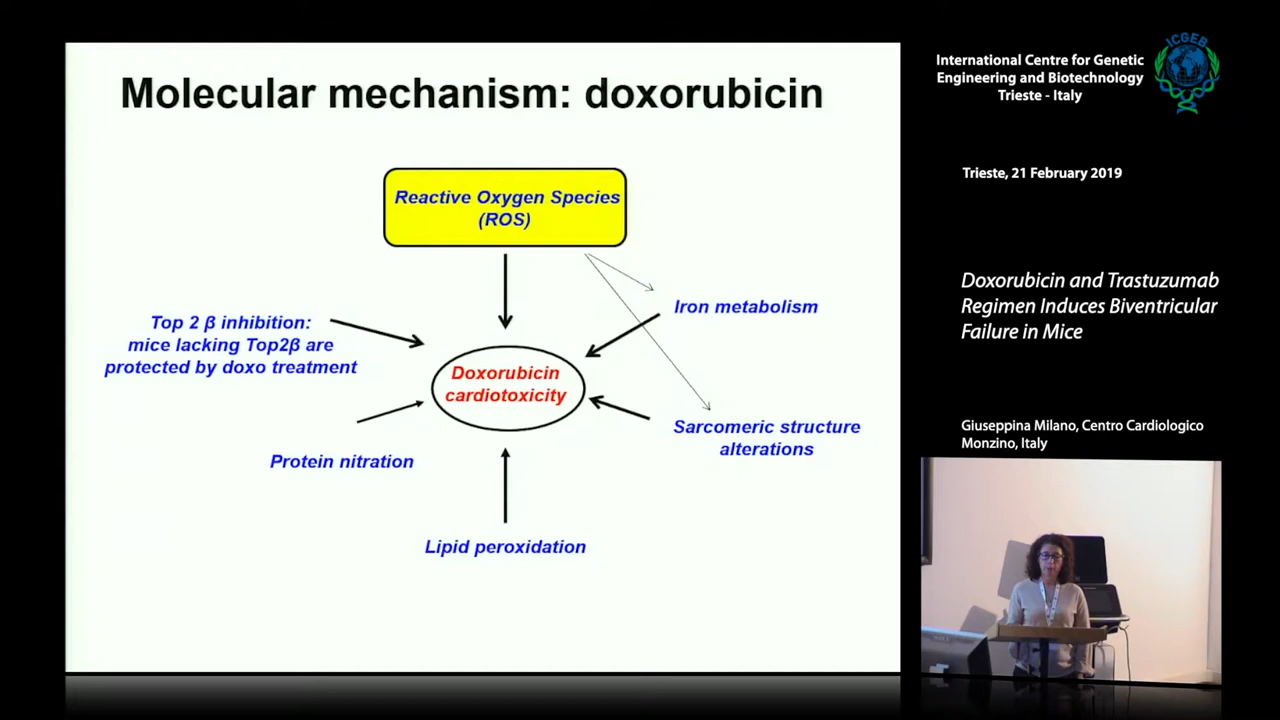 Molecular mechanism: doxorubicin
Reactive Oxygen Species
(ROS)
Top 2 β inhibition:
mice lacking Top2β are
protected by doxo treatment
Iron metabolism
Doxorubicin
cardiotoxicity
Sarcomeric structure
alterations
Protein nitration
Lipid peroxidation
International Centre for Genetic
Engineering and Biotechnology
Trieste - Italy
ICGEB
Trieste, 21 February 2019
Doxorubicin and Trastuzumab
Regimen Induces Biventricular
Failure in Mice
Giuseppina Milano, Centro Cardiologico
Monzino, Italy